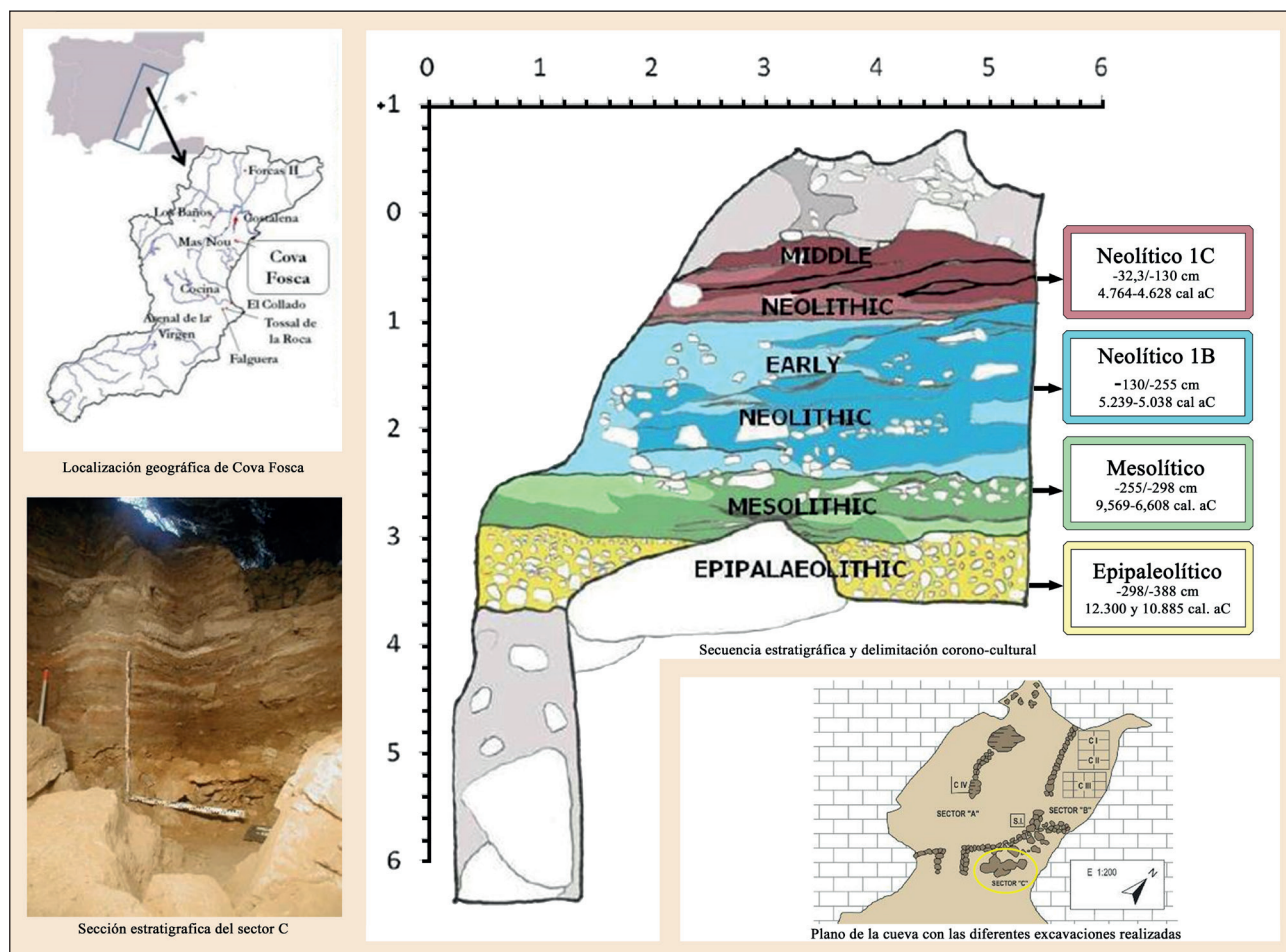 Forcas II
Los Baños
Costalena
Mas Nou
Cova
Fosca
Cocina
El Collado
Arenal de la
Virgen
Tossal de
la Roca
Falguera
Localización geográfica de Cova Fosca
Sección estratigrafica del sector C
0 1 2 3 4 5 6
+1
0
1
2
3
4
5
6
MIDDLE
NEOLITHIC
EARLY
NEOLITHIC
MESOLITHIC
EPIPALAEOLITHIC
Neolítico 1C
-32,3/-130 cm
4.764-4.628 cal aC
Neolítico 1B
-130/-255 cm
5.239-5.038 cal aC
Mesolítico
-255/-298 cm
9,569-6,608 cal. aC
Epipaleolítico
-298/-388 cm
12.300 y 10.885 cal. aC
Secuencia estratigráfica y delimitación corono-cultural
C I
C II
C III
C IV
SECTOR "A"
S.I.
SECTOR "B"
SECTOR "C"
E 1:200
N
Plano de la cueva con las diferentes excavaciones realizadas